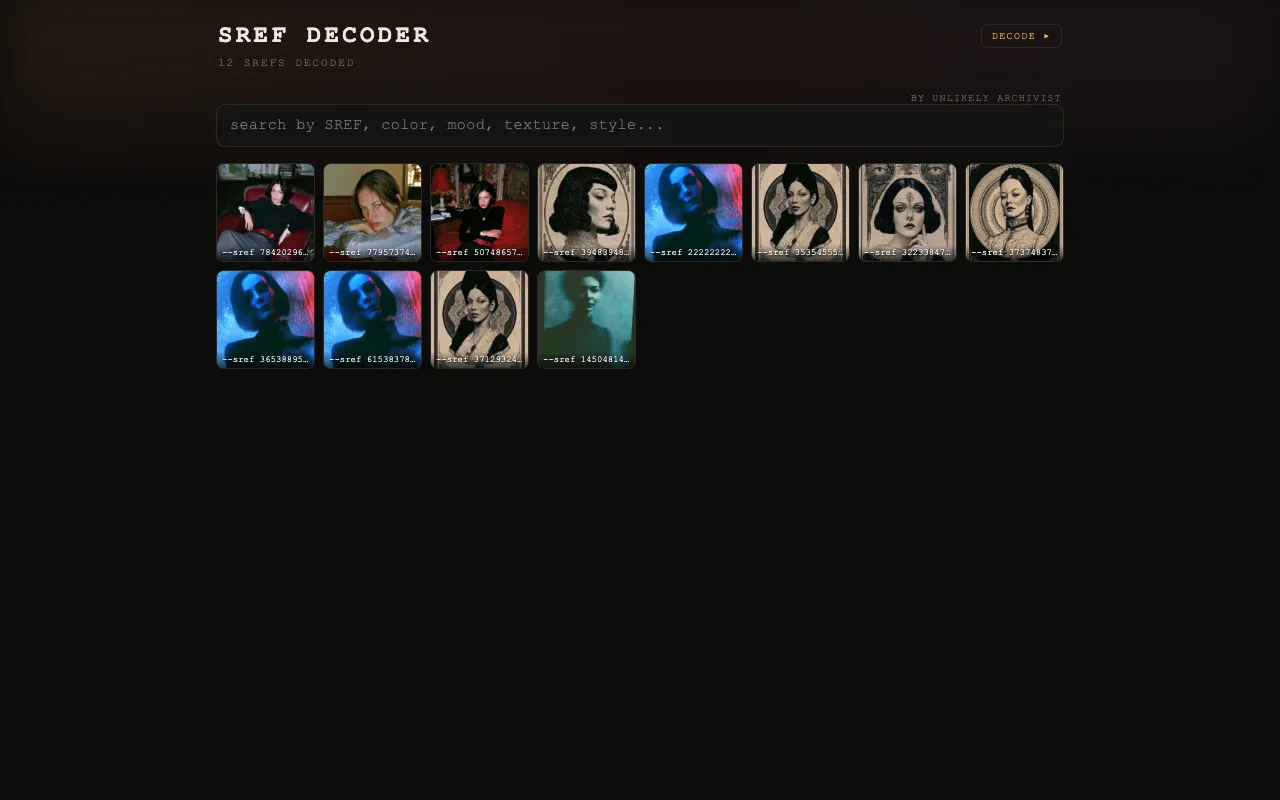 SREF DECODER
DECODE ▸
12 SREFS DECODED
BY UNLIKELY ARCHIVIST
search by SREF, color, mood, texture, style...
--sref 78420296…
--sref 77957374…
--sref 50748657…
--sref 39483948…
--sref 22222222…
--sref 35354555…
--sref 32233847…
--sref 37374837…
--sref 36538895…
--sref 61538378…
--sref 37129324…
--sref 14504814…